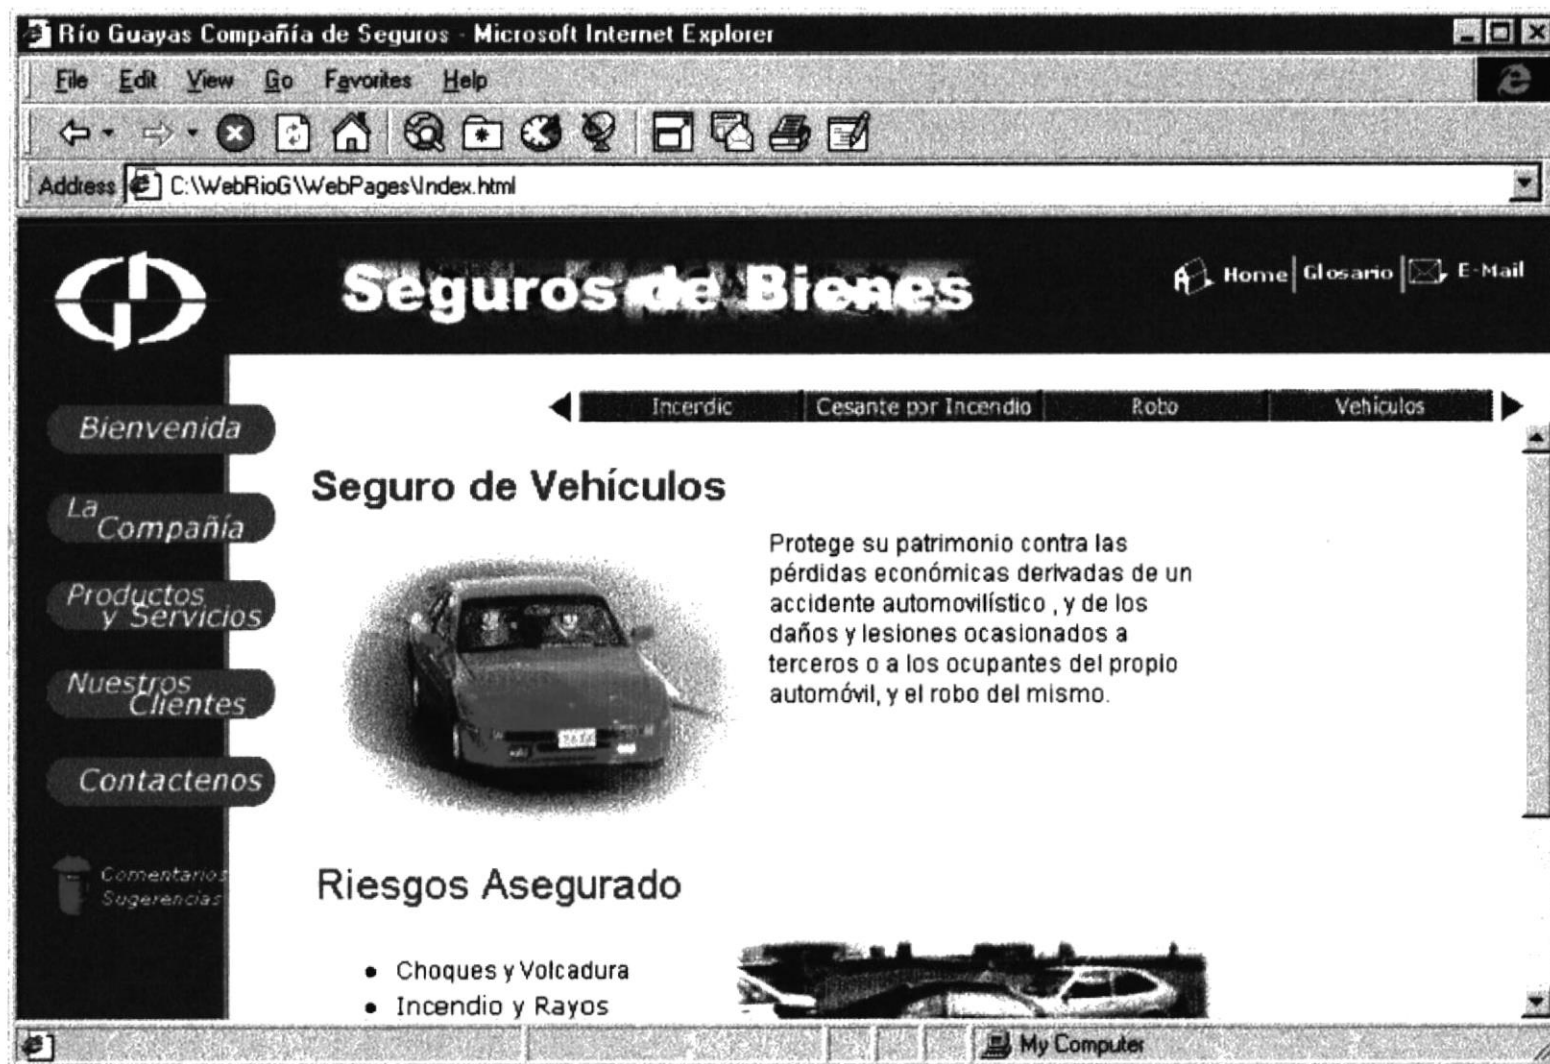 Río Guayas Compañía de Seguros - Microsoft Internet Explorer
File Edit View Go Favorites Help
Address C:\WebRioG\WebPages\Index.html
Seguros de Bienes
Home Glosario E-Mail
Incerdic Cesante por Incendio Robo Vehículos
Bienvenida
La
Compañía
Productos
y Servicios
Nuestros
Clientes
Contactenos
Comentarios
Sugerencias
Seguro de Vehículos
Protege su patrimonio contra las
pérdidas económicas derivadas de un
accidente automovilístico , y de los
daños y lesiones ocasionados a
terceros o a los ocupantes del propio
automóvil, y el robo del mismo.
Riesgos Asegurado
• Choques y Volcadura
• Incendio y Rayos
My Computer